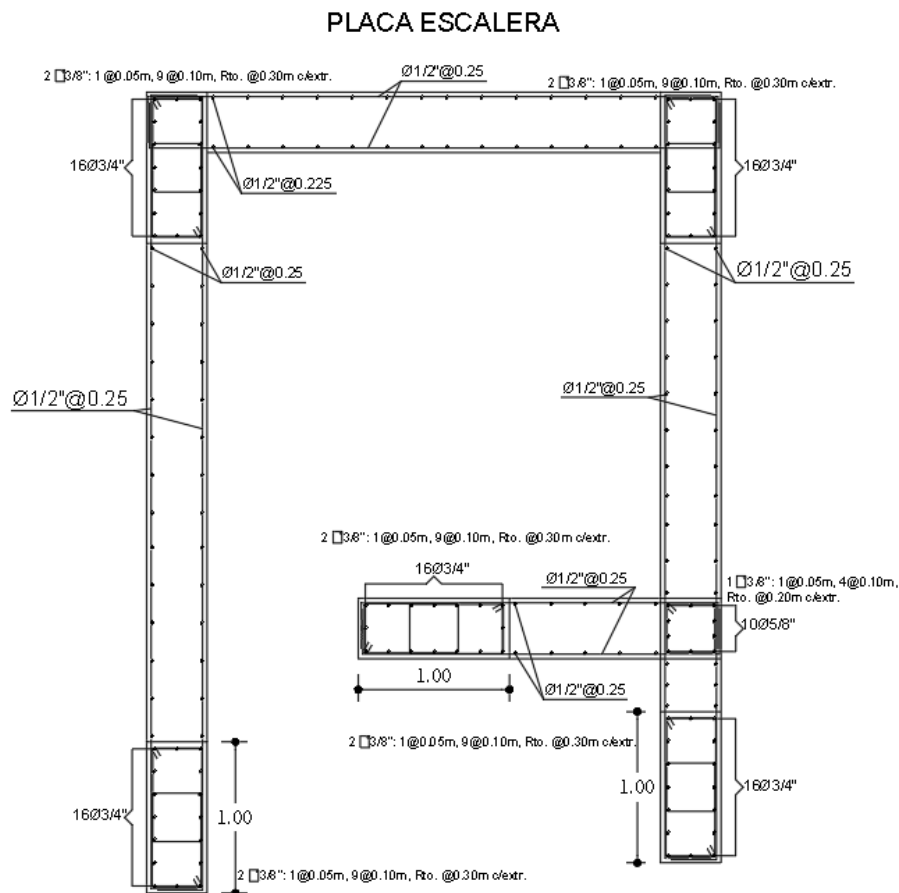 PLACA ESCALERA
2 □3/8": 1@0.05m, 9@0.10m, Rto. @0.30m c/extr.
Ø1/2"@0.25
2 □3/8": 1@0.05m, 9@0.10m, Rto. @0.30m c/extr.
16Ø3/4"
16Ø3/4"
Ø1/2"@0.225
Ø1/2"@0.25
Ø1/2"@0.25
Ø1/2"@0.25
Ø1/2"@0.25
2 □3/8": 1@0.05m, 9@0.10m, Rto. @0.30m c/extr.
16Ø3/4"
Ø1/2"@0.25
1 □3/8": 1@0.05m, 4@0.10m,
Rto. @0.20m c/extr.
10Ø5/8"
1.00
Ø1/2"@0.25
2 □3/8": 1@0.05m, 9@0.10m, Rto. @0.30m c/extr.
16Ø3/4"
1.00
1.00
16Ø3/4"
2 □3/8": 1@0.05m, 9@0.10m, Rto. @0.30m c/extr.